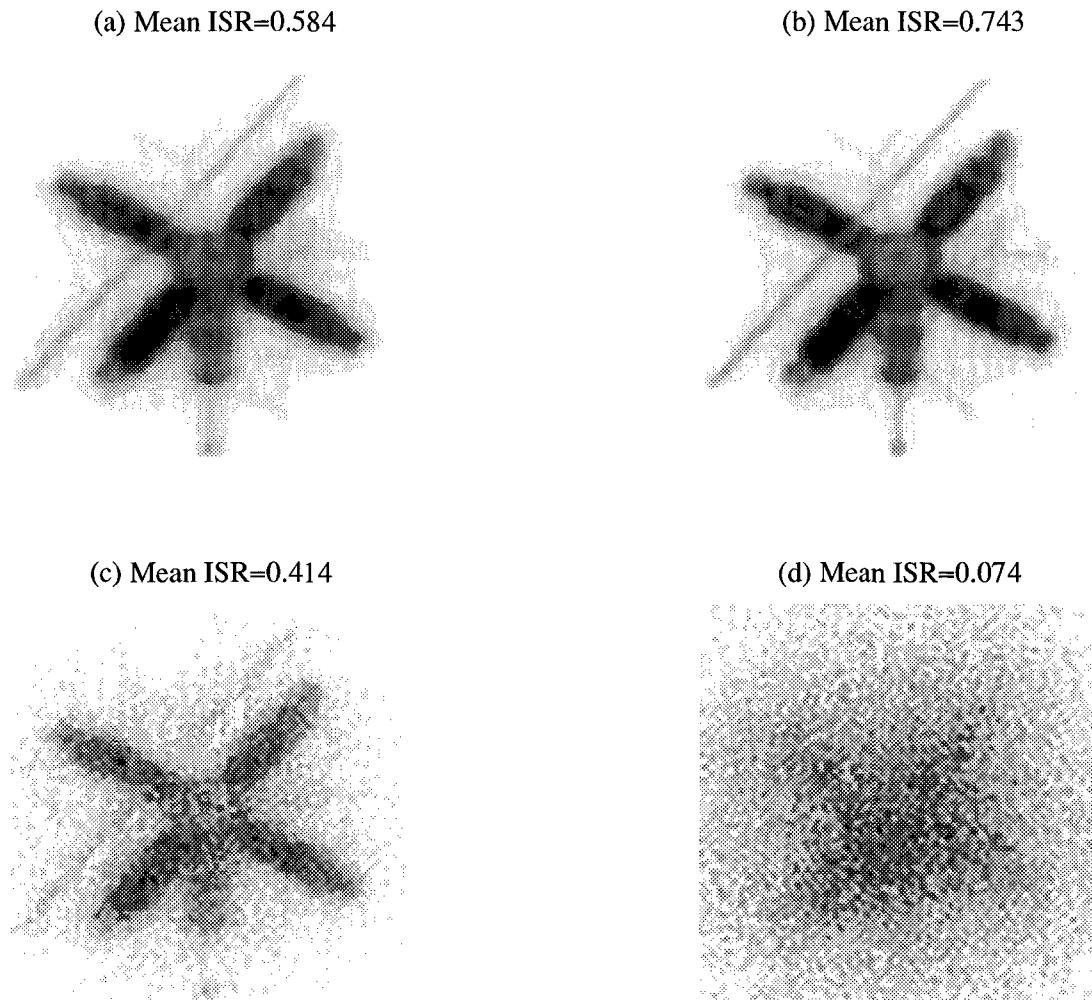 (a) Mean ISR=0.584
(b) Mean ISR=0.743
(c) Mean ISR=0.414
(d) Mean ISR=0.074